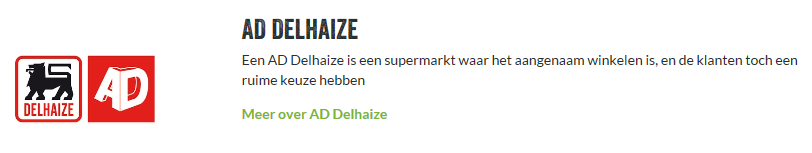 AD DELHAIZE
Een AD Delhaize is een supermarkt waar het aangenaam winkelen is, en de klanten toch een
ruime keuze hebben
DELHAIZE
AD
Meer over AD Delhaize